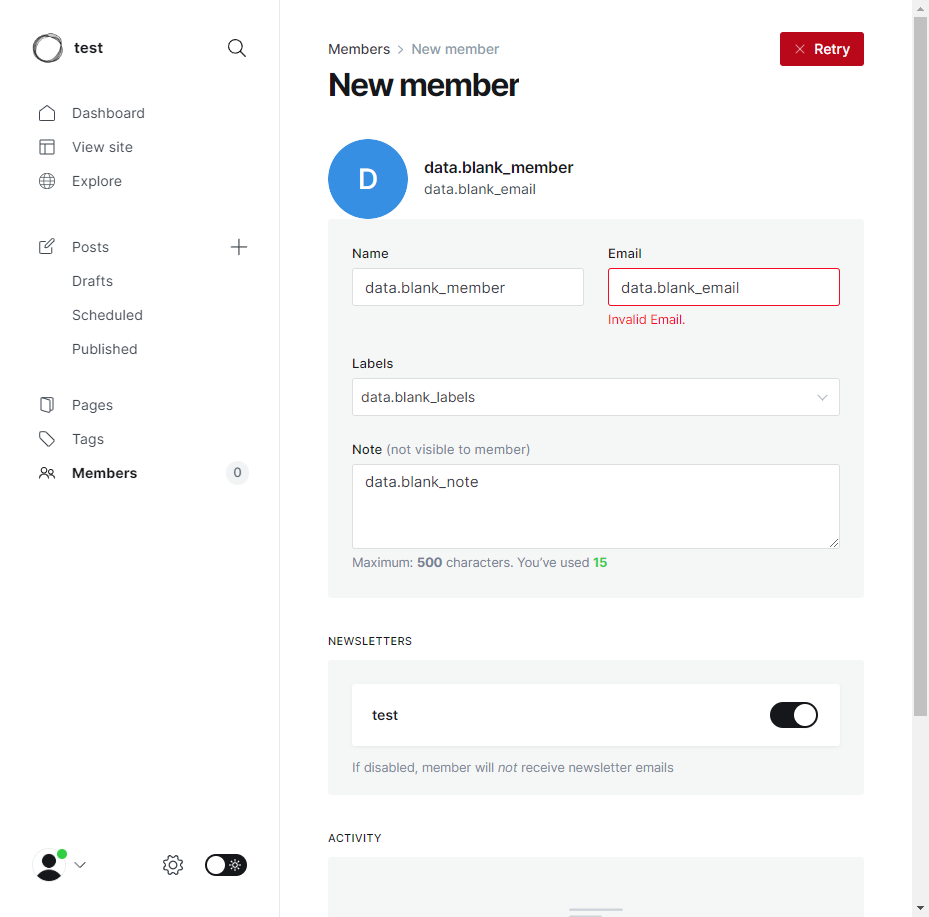 test
Dashboard
View site
Explore
Posts
Drafts
Scheduled
Published
Pages
Tags
Members 0
Members > New member
Retry
New member
D
data.blank_member
data.blank_email
Name
data.blank_member
Email
data.blank_email
Invalid Email.
Labels
data.blank_labels
Note (not visible to member)
data.blank_note
Maximum: 500 characters. You’ve used 15
NEWSLETTERS
test
If disabled, member will not receive newsletter emails
ACTIVITY